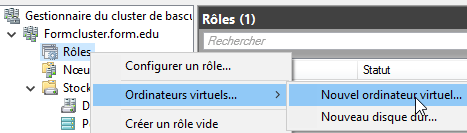 Gestionnaire du cluster de bascu
Formcluster.form.edu
Rôles
Nœu
Stock
D
P
Rôles (1)
Rechercher
Statut
Configurer un rôle...
Ordinateurs virtuels...
Créer un rôle vide
Nouvel ordinateur virtuel...
Nouveau disque dur...